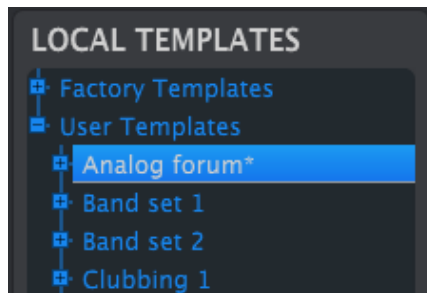 LOCAL TEMPLATES
Factory Templates
User Templates
Analog forum*
Band set 1
Band set 2
Clubbing 1